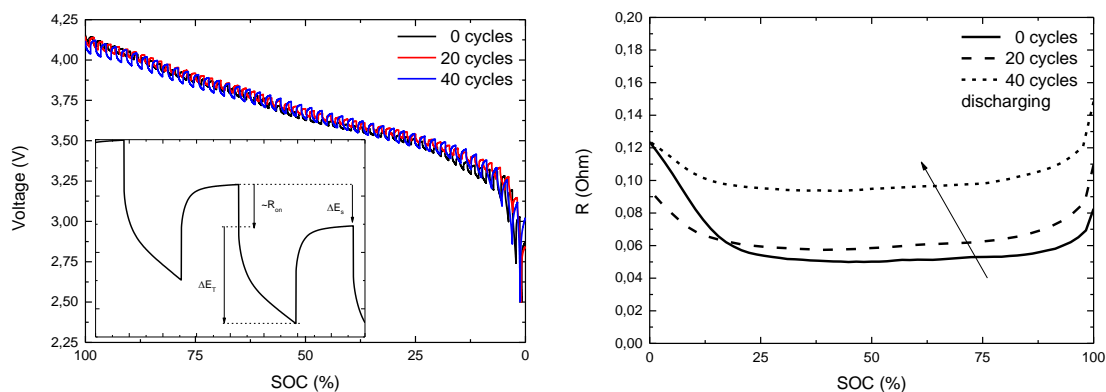 4,25
4,00
3,75
3,50
3,25
3,00
2,75
2,50
2,25
Voltage (V)
0 cycles
20 cycles
40 cycles
~R_on
ΔE_s
ΔE_T
100
75
50
25
0
SOC (%)
0,20
0,18
0,16
0,14
0,12
0,10
0,08
0,06
0,04
0,02
0,00
R (Ohm)
0 cycles
20 cycles
40 cycles
discharging
0
25
50
75
100
SOC (%)